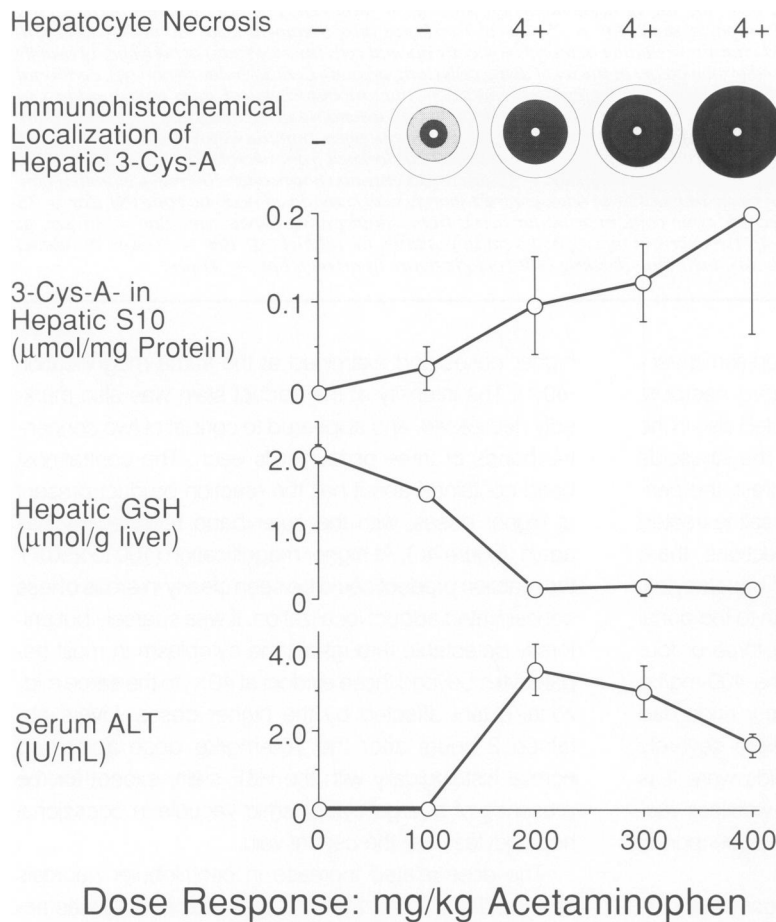 Hepatocyte Necrosis – – 4+ 4+ 4+
Immunohistochemical
Localization of –
Hepatic 3-Cys-A
0.2
0.1
0
3-Cys-A- in
Hepatic S10
(μmol/mg Protein)
2.0
1.0
0
Hepatic GSH
(μmol/g liver)
4.0
2.0
0
Serum ALT
(IU/mL)
0 100 200 300 400
Dose Response: mg/kg Acetaminophen